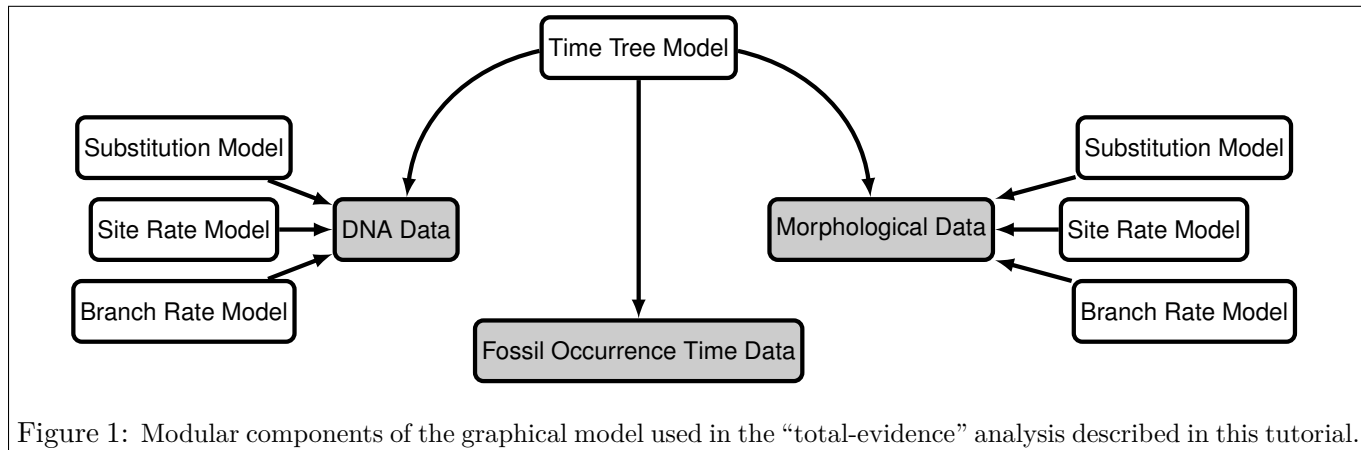 Time Tree Model
Substitution Model
Site Rate Model
Branch Rate Model
DNA Data
Morphological Data
Substitution Model
Site Rate Model
Branch Rate Model
Fossil Occurrence Time Data
Figure 1: Modular components of the graphical model used in the “total-evidence” analysis described in this tutorial.